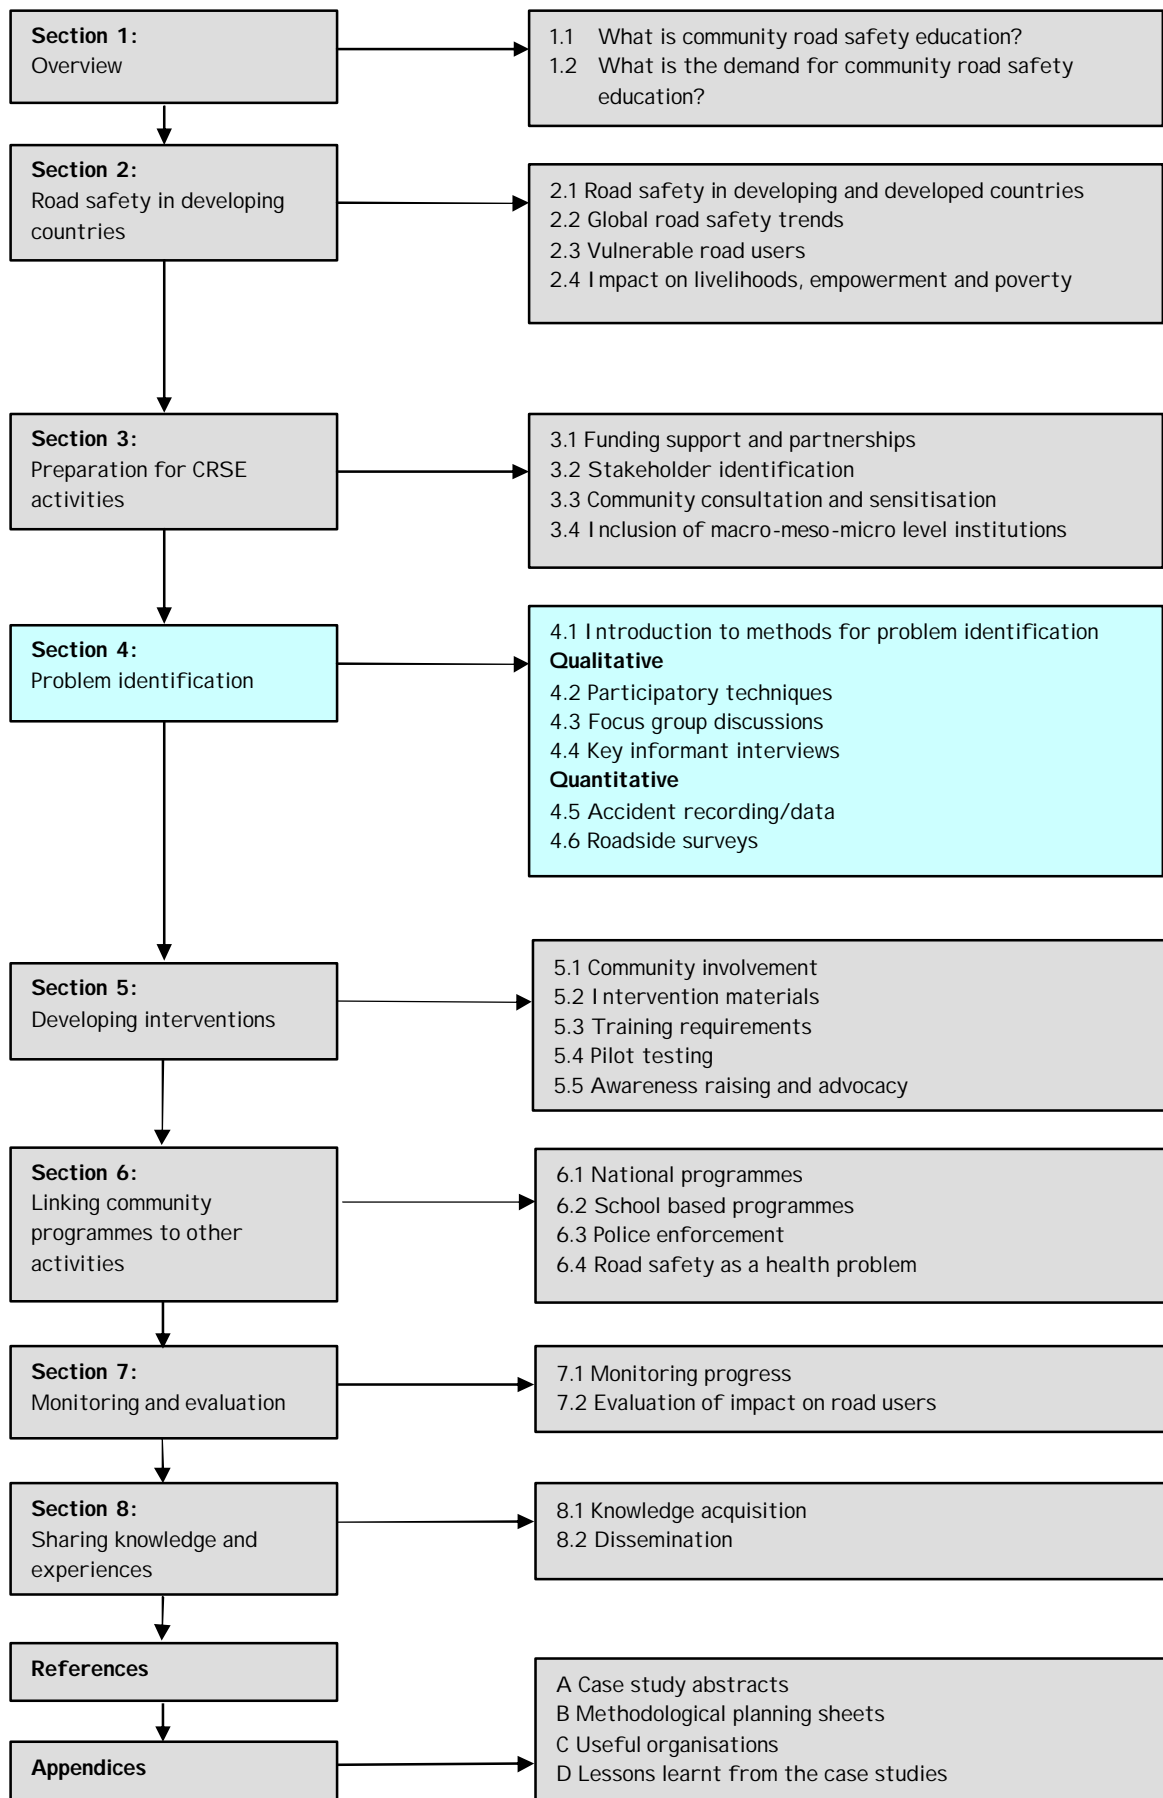 Section 1:
Overview
1.1 What is community road safety education?
1.2 What is the demand for community road safety
education?
Section 2:
Road safety in developing
countries
2.1 Road safety in developing and developed countries
2.2 Global road safety trends
2.3 Vulnerable road users
2.4 Impact on livelihoods, empowerment and poverty
Section 3:
Preparation for CRSE
activities
3.1 Funding support and partnerships
3.2 Stakeholder identification
3.3 Community consultation and sensitisation
3.4 Inclusion of macro-meso-micro level institutions
Section 4:
Problem identification
4.1 Introduction to methods for problem identification
Qualitative
4.2 Participatory techniques
4.3 Focus group discussions
4.4 Key informant interviews
Quantitative
4.5 Accident recording/data
4.6 Roadside surveys
Section 5:
Developing interventions
5.1 Community involvement
5.2 Intervention materials
5.3 Training requirements
5.4 Pilot testing
5.5 Awareness raising and advocacy
Section 6:
Linking community
programmes to other
activities
6.1 National programmes
6.2 School based programmes
6.3 Police enforcement
6.4 Road safety as a health problem
Section 7:
Monitoring and evaluation
7.1 Monitoring progress
7.2 Evaluation of impact on road users
Section 8:
Sharing knowledge and
experiences
8.1 Knowledge acquisition
8.2 Dissemination
References
Appendices
A Case study abstracts
B Methodological planning sheets
C Useful organisations
D Lessons learnt from the case studies